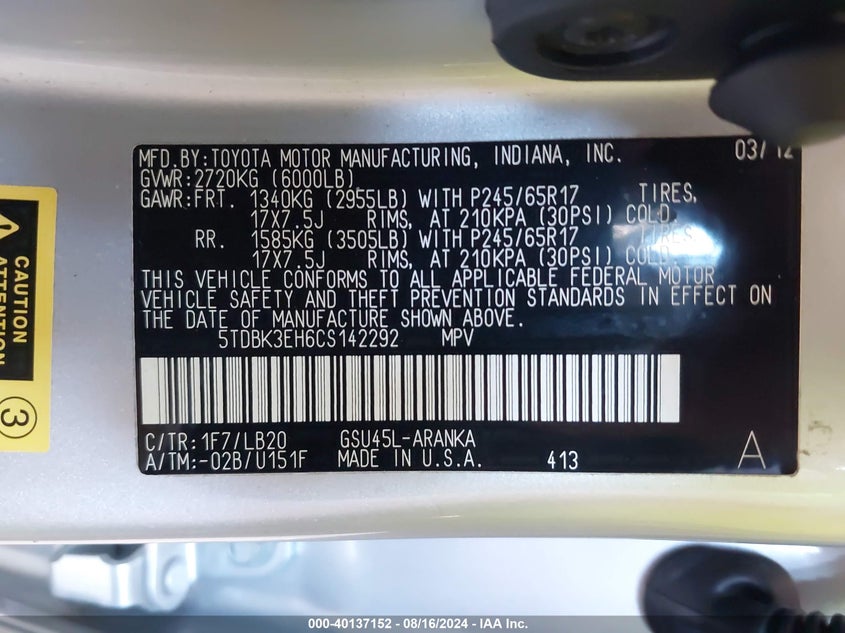 MFD.BY:TOYOTA MOTOR MANUFACTURING, INDIANA, INC. 03/12
GVWR:2720KG (6000LB)
GAWR:FRT. 1340KG (2955LB) WITH P245/65R17 TIRES,
17X7.5J RIMS, AT 210KPA (30PSI) COLD.
RR. 1585KG (3505LB) WITH P245/65R17 TIRES,
17X7.5J RIMS, AT 210KPA (30PSI) COLD.
THIS VEHICLE CONFORMS TO ALL APPLICABLE FEDERAL MOTOR
VEHICLE SAFETY AND THEFT PREVENTION STANDARDS IN EFFECT ON
THE DATE OF MANUFACTURE SHOWN ABOVE.
5TDBK3EH6CS142292 MPV
C/TR:1F7/LB20 GSU45L-ARANKA
A/TM:-02B/U151F MADE IN U.S.A. 413 A
CAUTION
ATTENTION
3
000-40137152 - 08/16/2024 - IAA Inc.